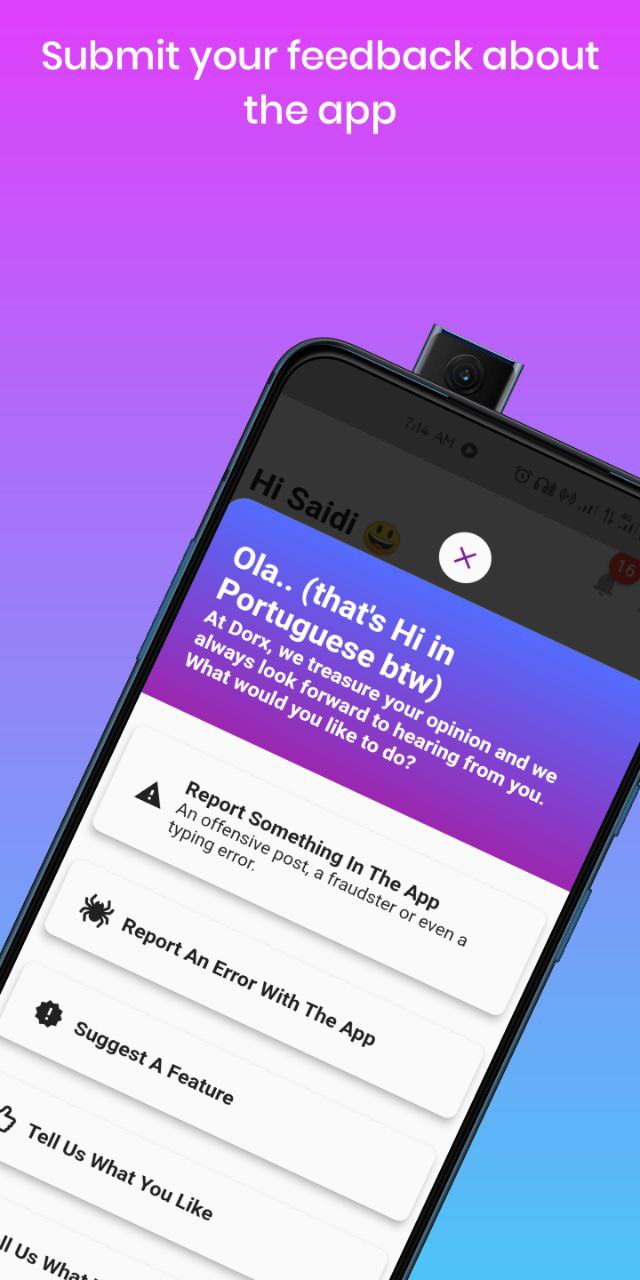 Submit your feedback about
the app
7:14 AM
4G
Hi Saidi
16
Ola.. (that's Hi in
Portuguese btw)
At Dorx, we treasure your opinion and we
always look forward to hearing from you.
What would you like to do?
Report Something In The App
An offensive post, a fraudster or even a
typing error.
Report An Error With The App
Suggest A Feature
Tell Us What You Like
Us What